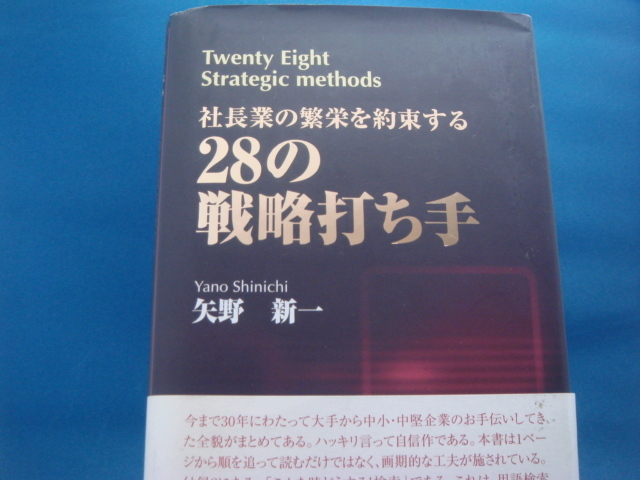 Twenty Eight
Strategic methods
社長業の繁栄を約束する
28の
戦略打ち手
Yano Shinichi
矢野 新一
今まで30年にわたって大手から中小・中堅企業のお手伝いしてき
た全貌がまとめてある。ハッキリ言って自信作である。本書は1ペー
ジから順を追って読むだけではなく、画期的な工夫が施されている。